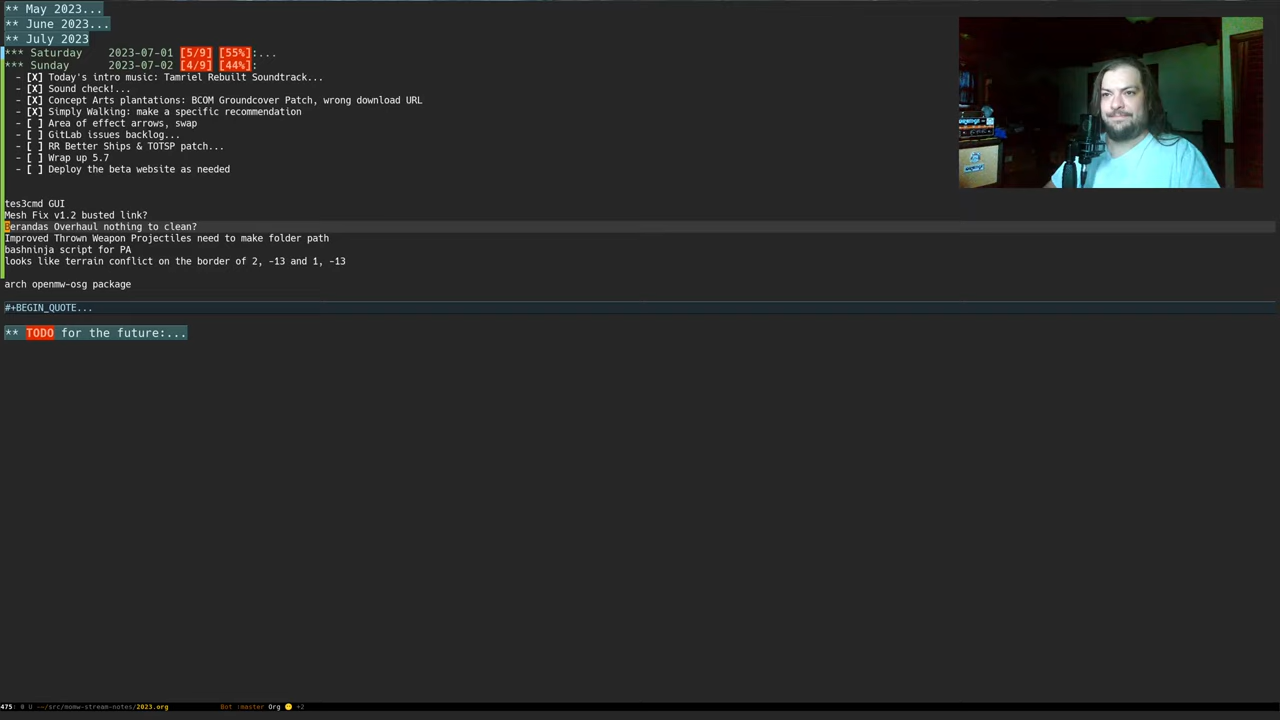 ** May 2023...
** June 2023...
** July 2023
*** Saturday 2023-07-01 [5/9] [55%]:...
*** Sunday 2023-07-02 [4/9] [44%]:
- [X] Today's intro music: Tamriel Rebuilt Soundtrack...
- [X] Sound check!...
- [X] Concept Arts plantations: BCOM Groundcover Patch, wrong download URL
- [X] Simply Walking: make a specific recommendation
- [ ] Area of effect arrows, swap
- [ ] GitLab issues backlog...
- [ ] RR Better Ships & TOTSP patch...
- [ ] Wrap up 5.7
- [ ] Deploy the beta website as needed
tes3cmd GUI
Mesh Fix v1.2 busted link?
Berandas Overhaul nothing to clean?
Improved Thrown Weapon Projectiles need to make folder path
bashninja script for PA
looks like terrain conflict on the border of 2, -13 and 1, -13
arch openmw-osg package
#+BEGIN_QUOTE...
** TODO for the future:...
475: 0 U ~~/src/momw-stream-notes/2023.org Bot :master Org +2